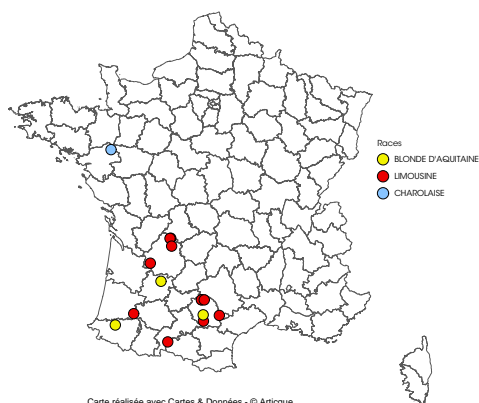 Races
BLONDE D'AQUITAINE
LIMOUSINE
CHAROLAISE
Carte réalisée avec Cartes & Données - © Articque